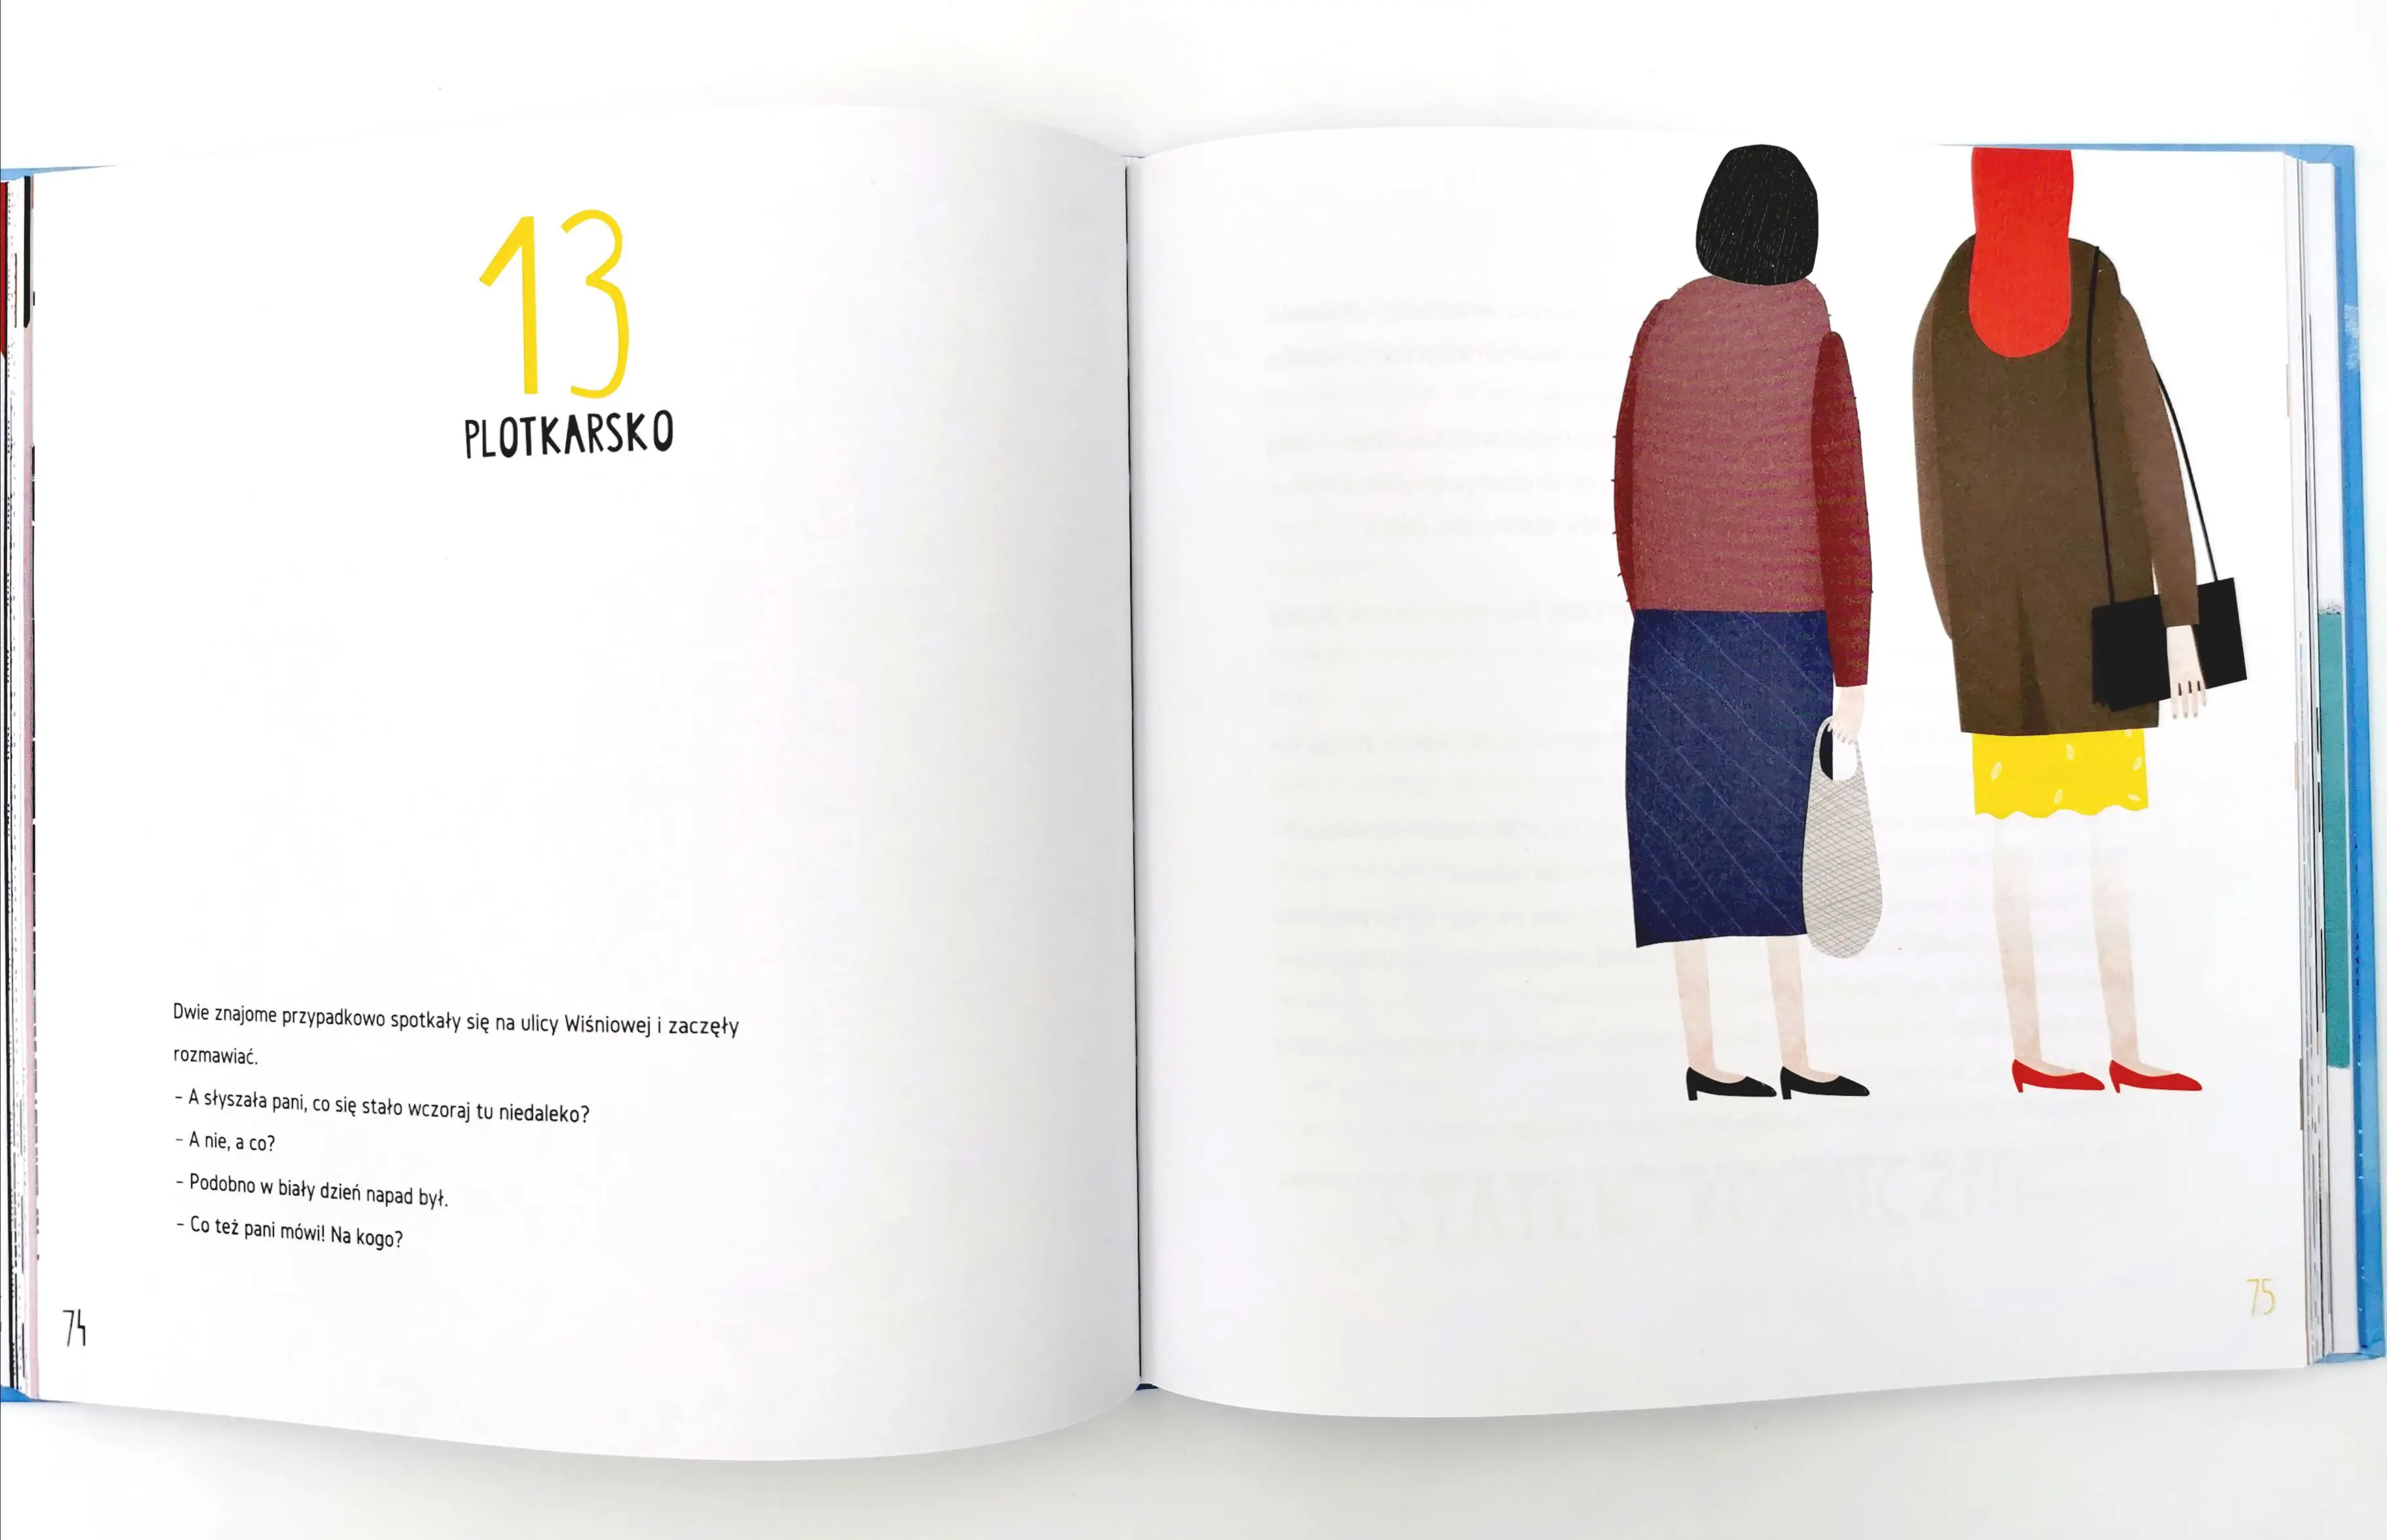 13
PLOTKARSKO
Dwie znajome przypadkowo spotkały się na ulicy Wiśniowej i zaczęły
rozmawiać.
– A słyszała pani, co się stało wczoraj tu niedaleko?
– A nie, a co?
– Podobno w biały dzień napad był.
– Co też pani mówi! Na kogo?
74
75